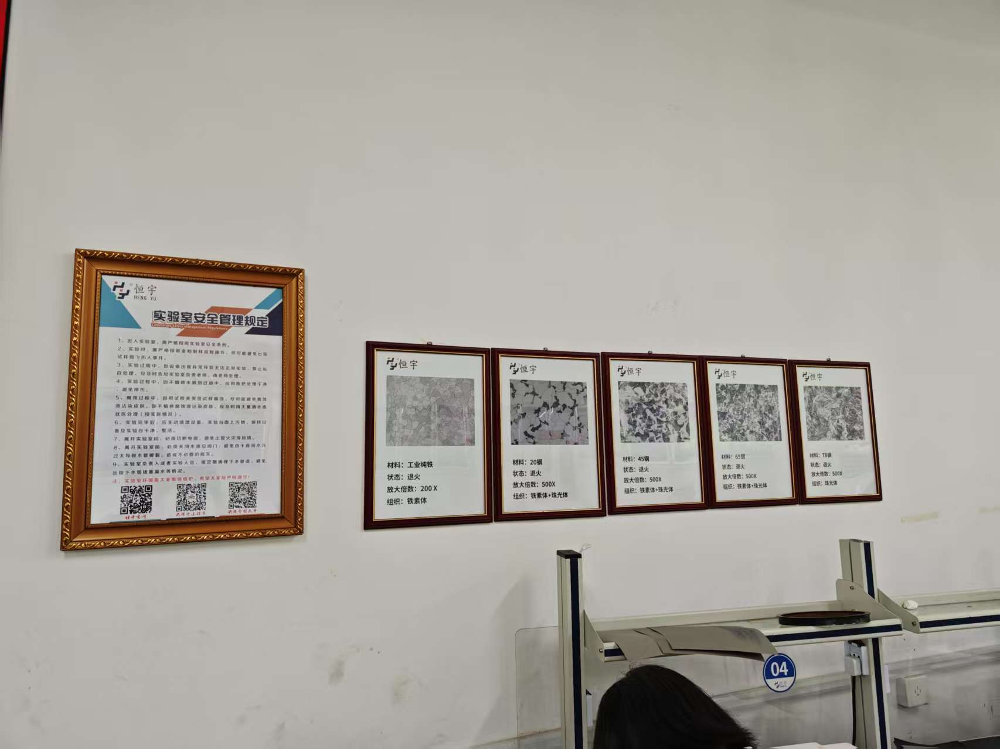 恒宇
HENG YU
实验室安全管理规定
Laboratory Safety Management Regulations
1、进入实验室，需严格按照实验室安全条例。
2、实验时，需严格按照金相制样流程操作，尽可能避免出现
试样抛飞伤人事件。
3、实验过程中，如设备出现异常导致无法正常实验，禁止私
自处理，应及时告知实验室负责老师，由老师处理。
4、实验过程中，如不慎将水洒到过道中，应用拖把处理干净
，避免摔伤。
5、腐蚀过程中，因用试样夹夹住试样腐蚀，尽可能避免腐蚀
液沾染皮肤。如不慎将腐蚀液沾染皮肤，应及时用大量清水或
就医处理（按实际情况）。
6、实验完毕后，应主动清理设备、实验台面上污物，保持设
备及实验台干净，整洁。
7、离开实验室前，必须切断电源，避免出现火灾等险情。
8、离开实验室前，必须关闭水源总阀门，避免由于夜间水压
过大导致水管破裂，造成不必要的损失。
9、实验室负责人或者实验人员，需定期清理下水管道，避免
出现下水管堵塞漏水等情况。
注：实验室环境靠大家集体维护，希望大家能严格遵守！
恒宇
材料：工业纯铁
状态：退火
放大倍数：200 X
组织：铁素体
恒宇
材料：20钢
状态：退火
放大倍数：500X
组织：铁素体+珠光体
恒宇
材料：45钢
状态：退火
放大倍数：500X
组织：铁素体+珠光体
恒宇
材料：65钢
状态：退火
放大倍数：500X
组织：铁素体+珠光体
恒宇
材料：T8钢
状态：退火
放大倍数：500X
组织：珠光体
04